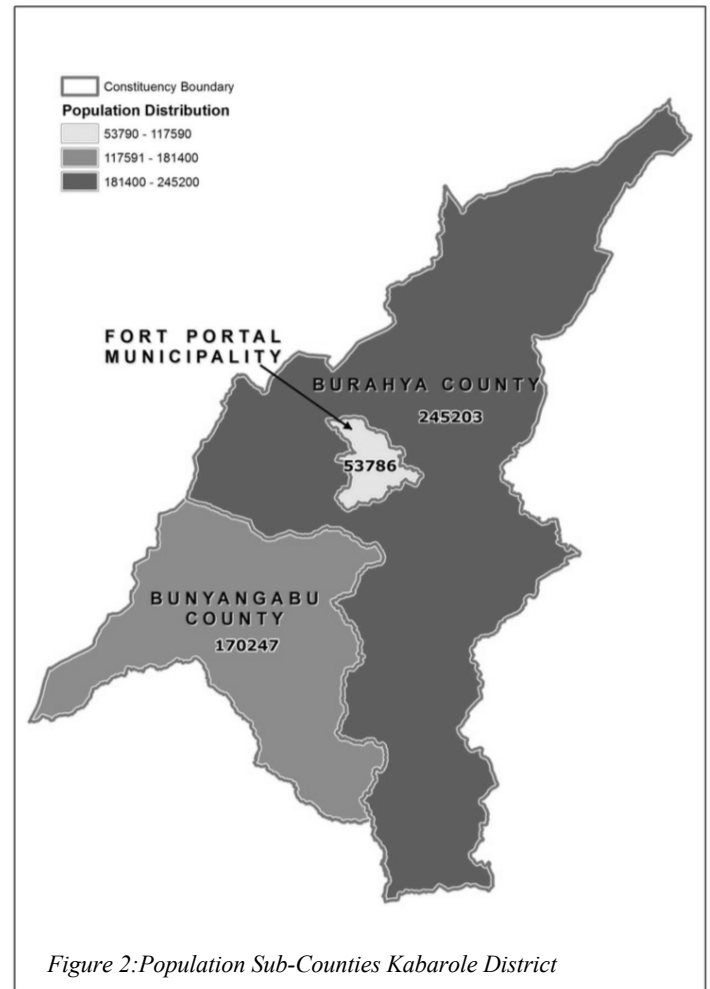 Constituency Boundary
Population Distribution
53790 - 117590
117591 - 181400
181400 - 245200
FORT PORTAL
MUNICIPALITY
BURAHYA COUNTY
245203
53786
BUNYANGABU
COUNTY
170247
Figure 2:Population Sub-Counties Kabarole District